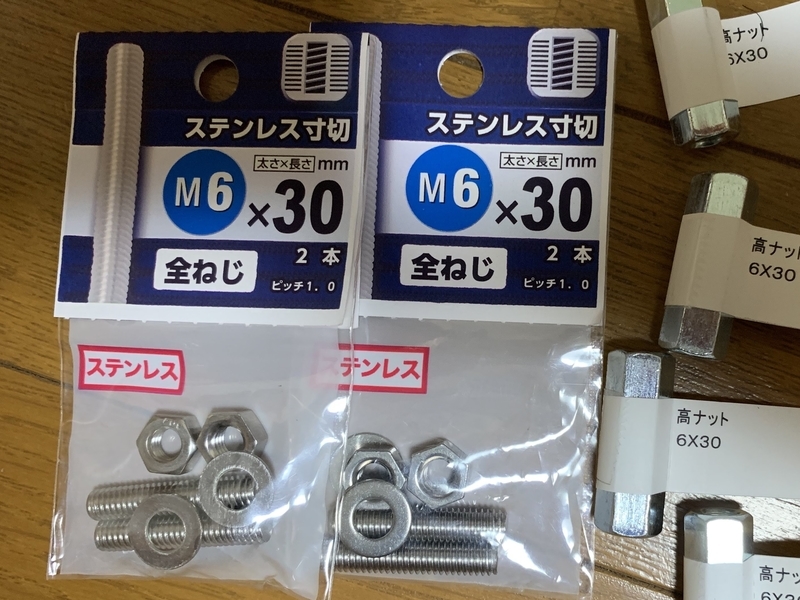 ステンレス寸切
太さ×長さ mm
M6 ×30
2本
全ねじ
ピッチ1.0
ステンレス
ステンレス寸切
太さ×長さ mm
M6 ×30
2本
全ねじ
ピッチ1.0
ステンレス
高ナット
6X30
高ナット
6X30
高ナット
6X30
高ナッ